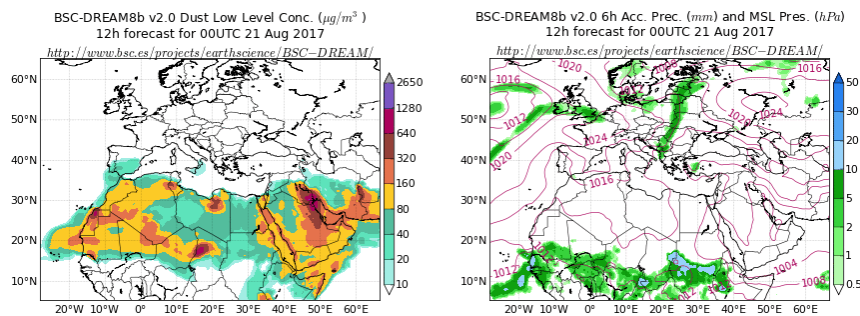 BSC-DREAM8b v2.0 Dust Low Level Conc. (μg/m³ )
12h forecast for 00UTC 21 Aug 2017
http://www.bsc.es/projects/earthscience/BSC−DREAM/
60°N
50°N
40°N
30°N
20°N
10°N
20°W 10°W 0° 10°E 20°E 30°E 40°E 50°E 60°E
2650
1280
640
320
160
80
40
20
10
BSC-DREAM8b v2.0 6h Acc. Prec. (mm) and MSL Pres. (hPa)
12h forecast for 00UTC 21 Aug 2017
http://www.bsc.es/projects/earthscience/BSC−DREAM/
60°N
50°N
40°N
30°N
20°N
10°N
1020
1016
1012
1020
1024
1016
1024
1016
1012
1004
1008
1012
20°W 10°W 0° 10°E 20°E 30°E 40°E 50°E 60°E
50
30
20
10
5
2
1
0.5